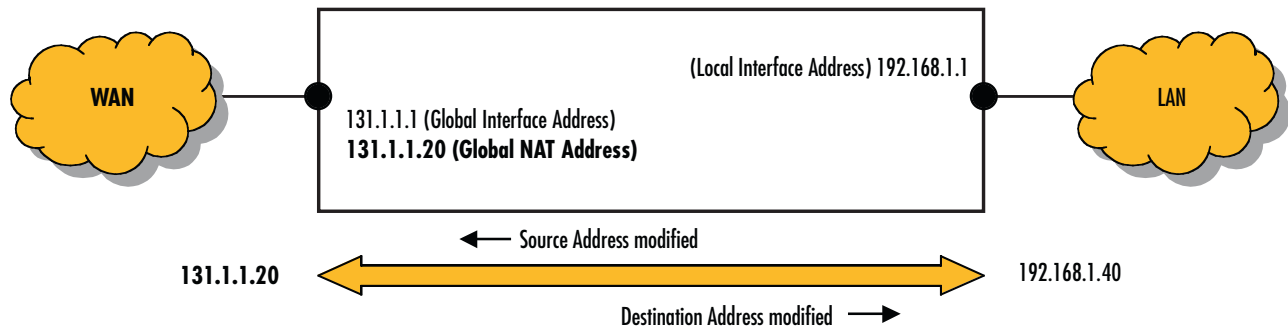 WAN
(Local Interface Address) 192.168.1.1
LAN
131.1.1.1 (Global Interface Address)
131.1.1.20 (Global NAT Address)
Source Address modified
131.1.1.20
192.168.1.40
Destination Address modified